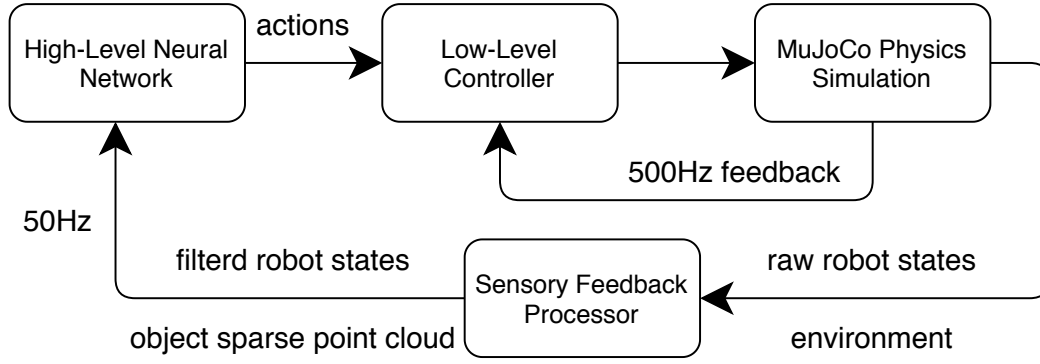 High-Level Neural
Network
actions
Low-Level
Controller
MuJoCo Physics
Simulation
500Hz feedback
50Hz
filterd robot states
Sensory Feedback
Processor
raw robot states
object sparse point cloud
environment